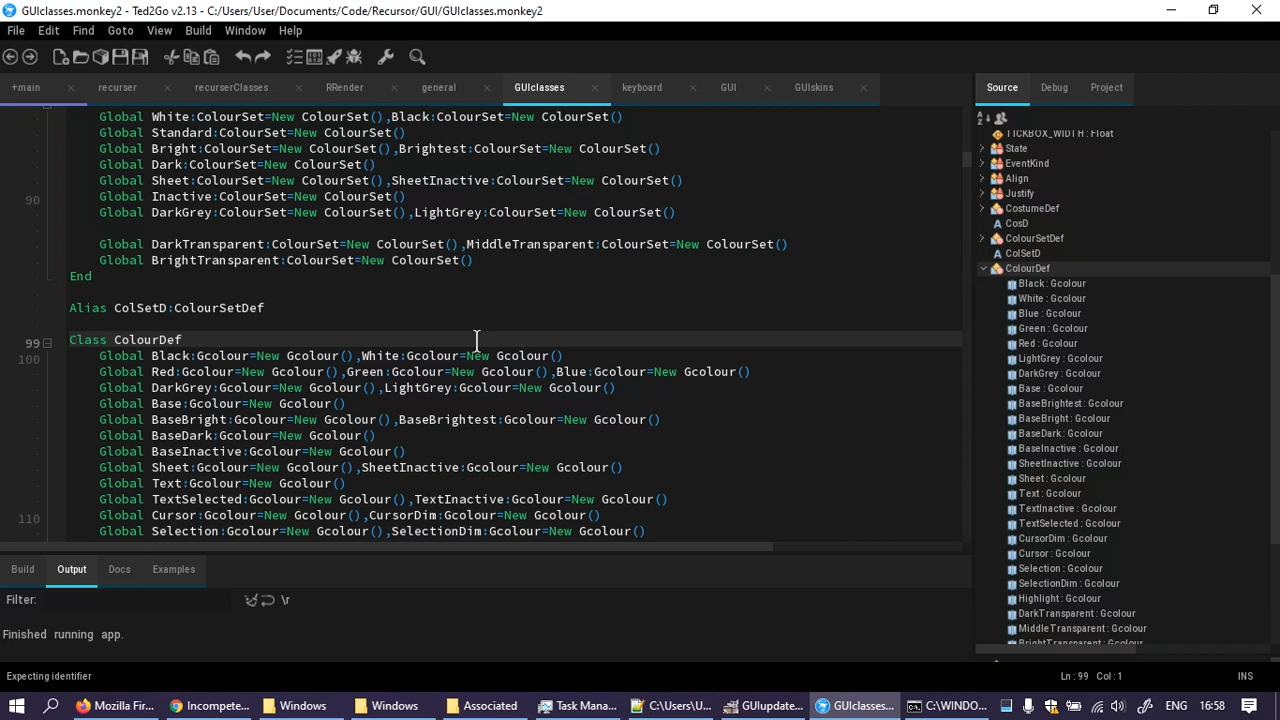 GUIclasses.monkey2 - Ted2Go v2.13 - C:/Users/User/Documents/Code/Recursor/GUI/GUIclasses.monkey2
File Edit Find Goto View Build Window Help
+main recurser recurserClasses RRender general GUIclasses keyboard GUI GUIskins
Global White:ColourSet=New ColourSet(),Black:ColourSet=New ColourSet()
Global Standard:ColourSet=New ColourSet()
Global Bright:ColourSet=New ColourSet(),Brightest:ColourSet=New ColourSet()
Global Dark:ColourSet=New ColourSet()
Global Sheet:ColourSet=New ColourSet(),SheetInactive:ColourSet=New ColourSet()
90 Global Inactive:ColourSet=New ColourSet()
Global DarkGrey:ColourSet=New ColourSet(),LightGrey:ColourSet=New ColourSet()
Global DarkTransparent:ColourSet=New ColourSet(),MiddleTransparent:ColourSet=New ColourSet()
Global BrightTransparent:ColourSet=New ColourSet()
End
Alias ColSetD:ColourSetDef
99 Class ColourDef
100 Global Black:Gcolour=New Gcolour(),White:Gcolour=New Gcolour()
Global Red:Gcolour=New Gcolour(),Green:Gcolour=New Gcolour(),Blue:Gcolour=New Gcolour()
Global DarkGrey:Gcolour=New Gcolour(),LightGrey:Gcolour=New Gcolour()
Global Base:Gcolour=New Gcolour()
Global BaseBright:Gcolour=New Gcolour(),BaseBrightest:Gcolour=New Gcolour()
Global BaseDark:Gcolour=New Gcolour()
Global BaseInactive:Gcolour=New Gcolour()
Global Sheet:Gcolour=New Gcolour(),SheetInactive:Gcolour=New Gcolour()
Global Text:Gcolour=New Gcolour()
Global TextSelected:Gcolour=New Gcolour(),TextInactive:Gcolour=New Gcolour()
110 Global Cursor:Gcolour=New Gcolour(),CursorDim:Gcolour=New Gcolour()
Global Selection:Gcolour=New Gcolour(),SelectionDim:Gcolour=New Gcolour()
Source Debug Project
TICKBOX_WIDTH : Float
State
EventKind
Align
Justify
CostumeDef
CosD
ColourSetDef
ColSetD
ColourDef
Black : Gcolour
White : Gcolour
Blue : Gcolour
Green : Gcolour
Red : Gcolour
LightGrey : Gcolour
DarkGrey : Gcolour
Base : Gcolour
BaseBrightest : Gcolour
BaseBright : Gcolour
BaseDark : Gcolour
BaseInactive : Gcolour
SheetInactive : Gcolour
Sheet : Gcolour
Text : Gcolour
TextInactive : Gcolour
TextSelected : Gcolour
CursorDim : Gcolour
Cursor : Gcolour
Selection : Gcolour
SelectionDim : Gcolour
Highlight : Gcolour
DarkTransparent : Gcolour
MiddleTransparent : Gcolour
BrightTransparent : Gcolour
Build Output Docs Examples
Filter: \r
Finished running app.
Expecting identifier Ln : 99 Col : 1 INS
Mozilla Fir... Incompete... Windows Windows Associated Task Mana... C:\Users\U... GUIupdate... GUIclasses... C:\WINDO... ENG 16:58